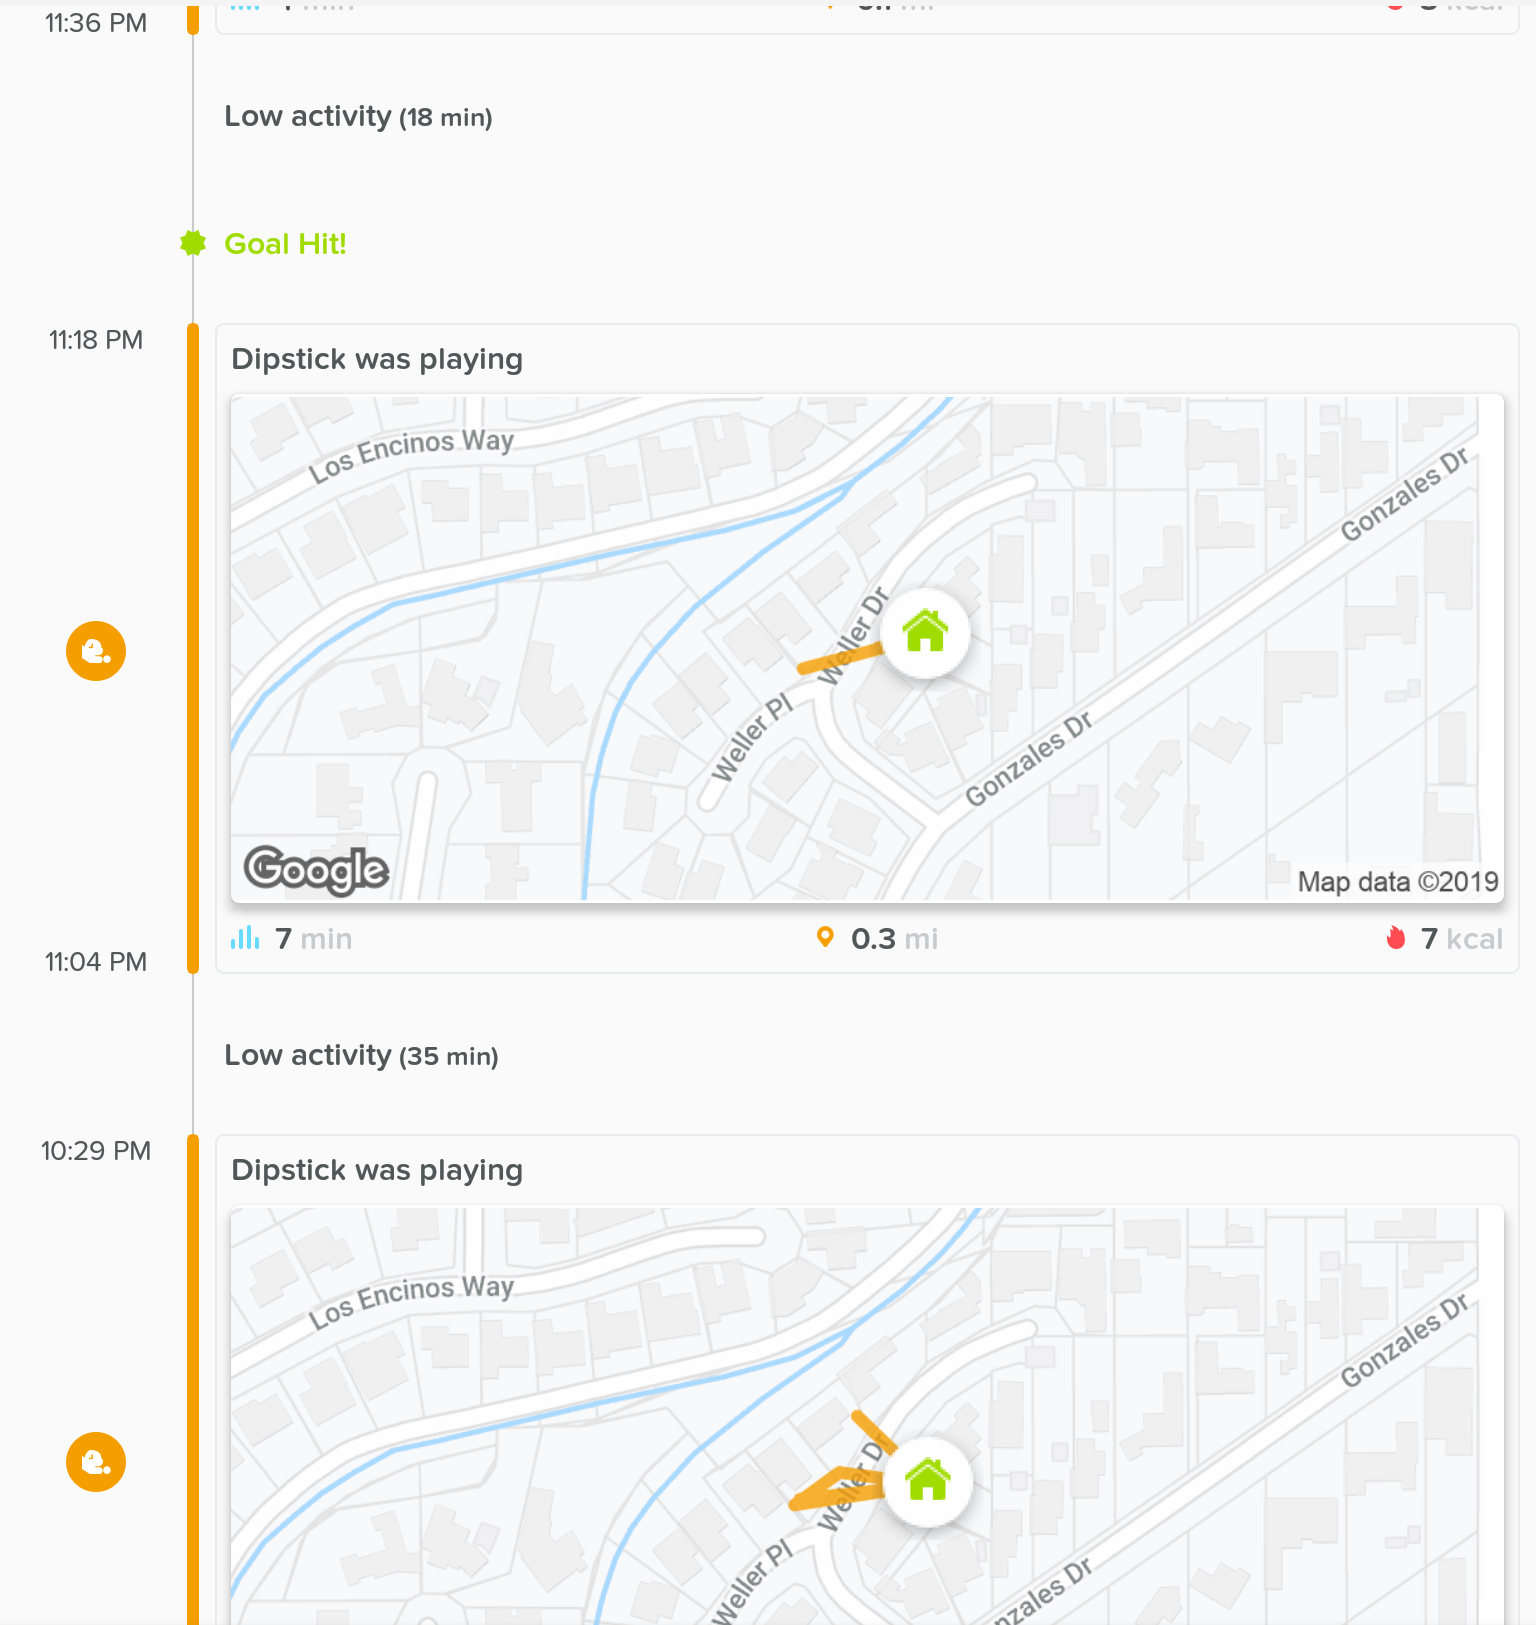 11:36 PM
Low activity (18 min)
Goal Hit!
11:18 PM
Dipstick was playing
Los Encinos Way
Gonzales Dr
Weller Dr
Weller Pl
Gonzales Dr
Google
Map data ©2019
7 min
0.3 mi
7 kcal
11:04 PM
Low activity (35 min)
10:29 PM
Dipstick was playing
Los Encinos Way
Gonzales Dr
Weller Dr
Weller Pl
nzales Dr